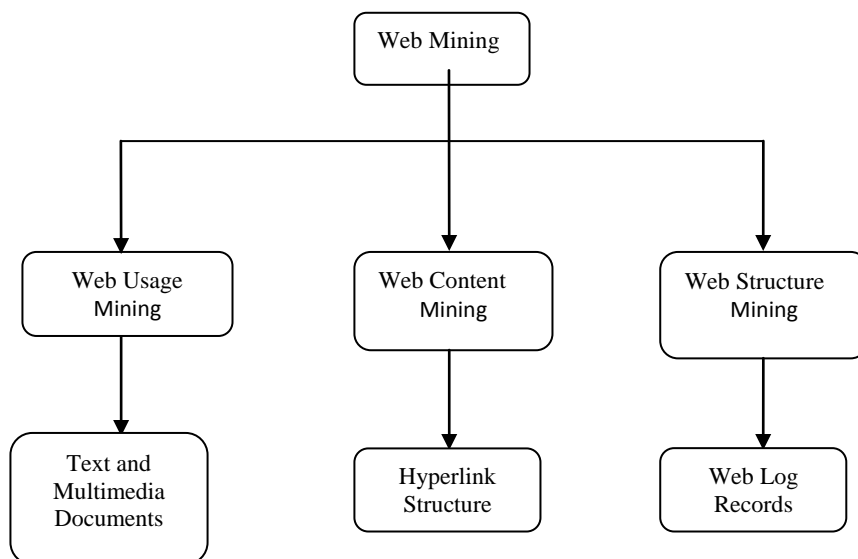 Web Mining
Web Usage
Mining
Web Content
Mining
Web Structure
Mining
Text and
Multimedia
Documents
Hyperlink
Structure
Web Log
Records